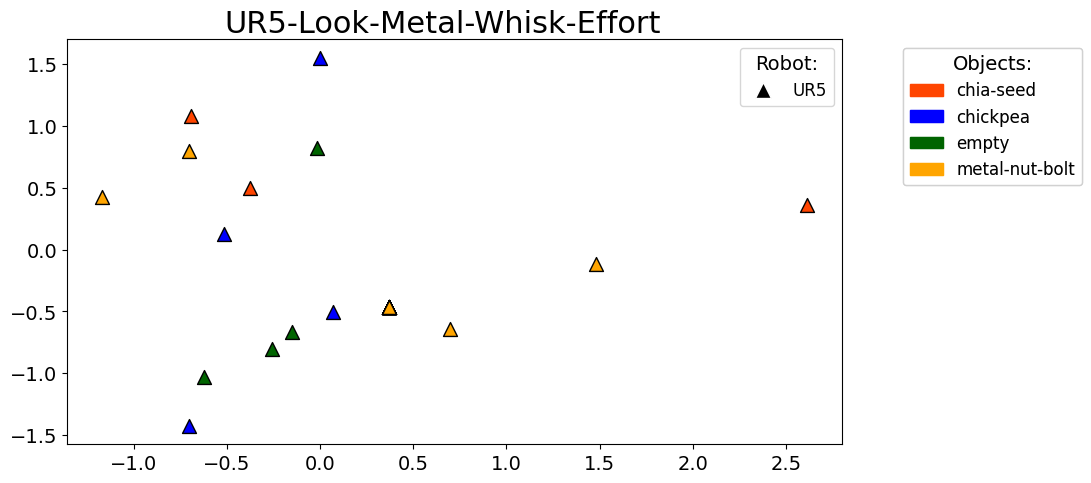 UR5-Look-Metal-Whisk-Effort
Robot:
UR5
Objects:
chia-seed
chickpea
empty
metal-nut-bolt
1.5
1.0
0.5
0.0
−0.5
−1.0
−1.5
−1.0 −0.5 0.0 0.5 1.0 1.5 2.0 2.5